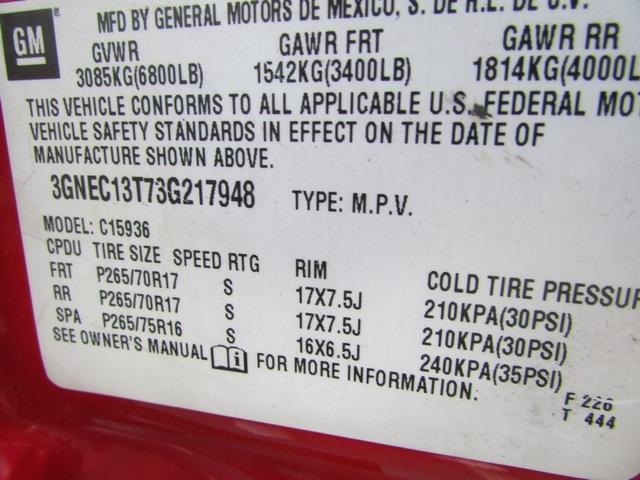 GM
MFD BY GENERAL MOTORS DE MEXICO, S. DE R.L. DE C.V.
GVWR GAWR FRT GAWR RR
3085KG(6800LB) 1542KG(3400LB) 1814KG(4000L
THIS VEHICLE CONFORMS TO ALL APPLICABLE U.S. FEDERAL MOT
VEHICLE SAFETY STANDARDS IN EFFECT ON THE DATE OF
MANUFACTURE SHOWN ABOVE.
3GNEC13T73G217948 TYPE: M.P.V.
MODEL: C15936
CPDU TIRE SIZE SPEED RTG RIM COLD TIRE PRESSUR
FRT P265/70R17 S 17X7.5J 210KPA(30PSI)
RR P265/70R17 S 17X7.5J 210KPA(30PSI)
SPA P265/75R16 S 16X6.5J 240KPA(35PSI)
SEE OWNER'S MANUAL i FOR MORE INFORMATION.
F 226
T 444